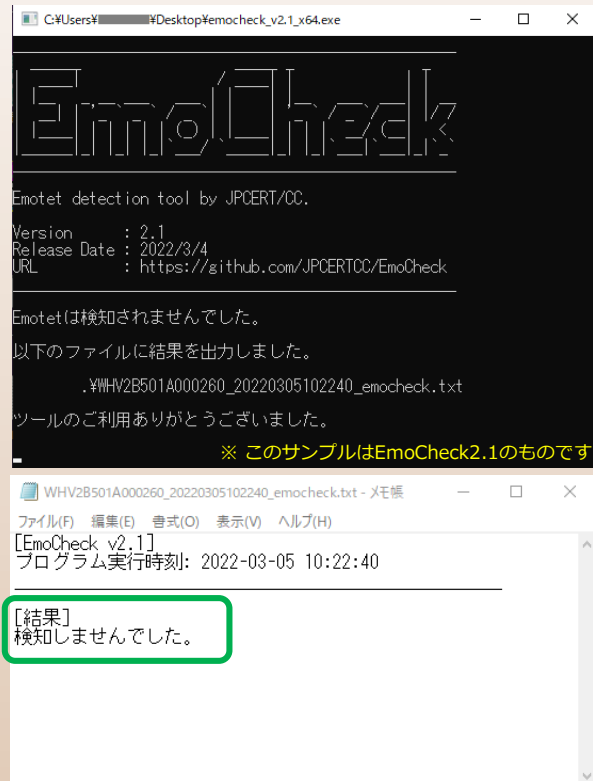 C:¥Users¥ ¥Desktop¥emocheck_v2.1_x64.exe
EmoCheck
Emotet detection tool by JPCERT/CC.
Version : 2.1
Release Date : 2022/3/4
URL : https://github.com/JPCERTCC/EmoCheck
Emotetは検知されませんでした。
以下のファイルに結果を出力しました。
.¥WHV2B501A000260_20220305102240_emocheck.txt
ツールのご利用ありがとうございました。
※ このサンプルはEmoCheck2.1のものです
WHV2B501A000260_20220305102240_emocheck.txt - メモ帳
ファイル(F) 編集(E) 書式(O) 表示(V) ヘルプ(H)
[EmoCheck v2.1]
プログラム実行時刻: 2022-03-05 10:22:40
[結果]
検知しませんでした。